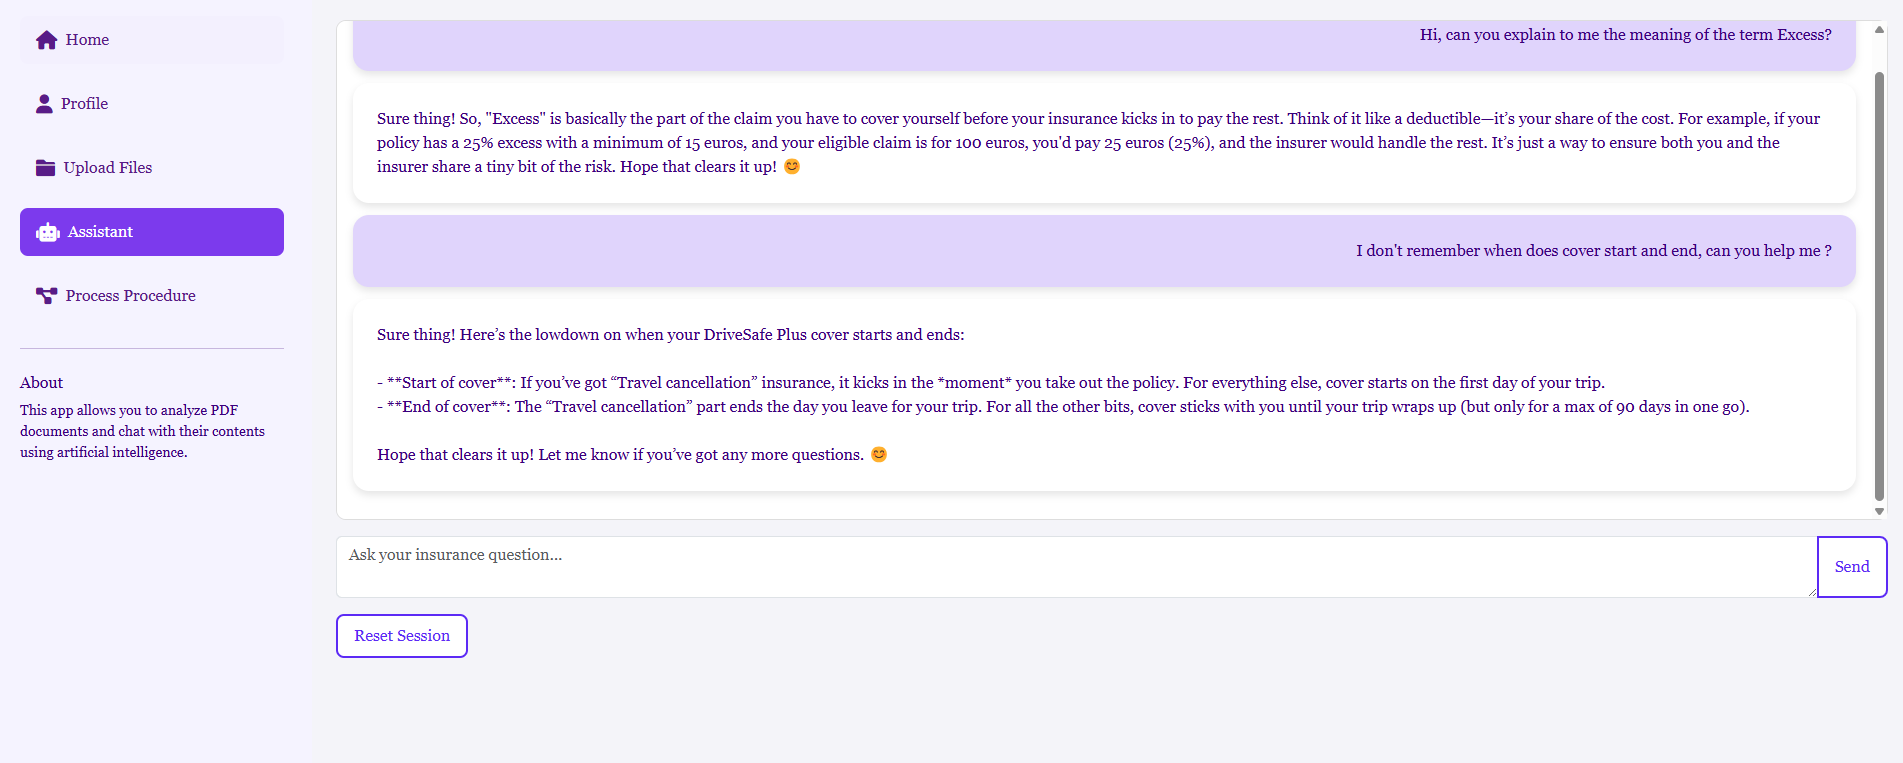 Home
Profile
Upload Files
Assistant
Process Procedure
About
This app allows you to analyze PDF
documents and chat with their contents
using artificial intelligence.
Hi, can you explain to me the meaning of the term Excess?
Sure thing! So, "Excess" is basically the part of the claim you have to cover yourself before your insurance kicks in to pay the rest. Think of it like a deductible—it’s your share of the cost. For example, if your
policy has a 25% excess with a minimum of 15 euros, and your eligible claim is for 100 euros, you'd pay 25 euros (25%), and the insurer would handle the rest. It’s just a way to ensure both you and the
insurer share a tiny bit of the risk. Hope that clears it up! 😊
I don't remember when does cover start and end, can you help me ?
Sure thing! Here’s the lowdown on when your DriveSafe Plus cover starts and ends:
- **Start of cover**: If you’ve got “Travel cancellation” insurance, it kicks in the *moment* you take out the policy. For everything else, cover starts on the first day of your trip.
- **End of cover**: The “Travel cancellation” part ends the day you leave for your trip. For all the other bits, cover sticks with you until your trip wraps up (but only for a max of 90 days in one go).
Hope that clears it up! Let me know if you’ve got any more questions. 😊
Ask your insurance question...
Send
Reset Session